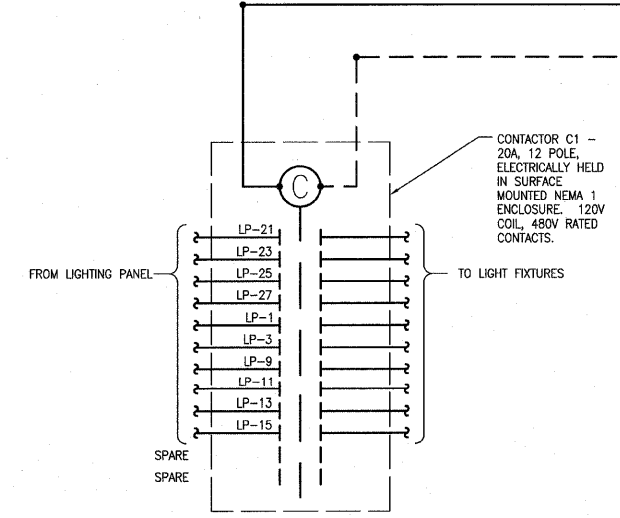 CONTACTOR C1 –
20A, 12 POLE,
ELECTRICALLY HELD
IN SURFACE
MOUNTED NEMA 1
ENCLOSURE. 120V
COIL, 480V RATED
CONTACTS.
C
LP-21
LP-23
FROM LIGHTING PANEL
LP-25
TO LIGHT FIXTURES
LP-27
LP-1
LP-3
LP-9
LP-11
LP-13
LP-15
SPARE
SPARE